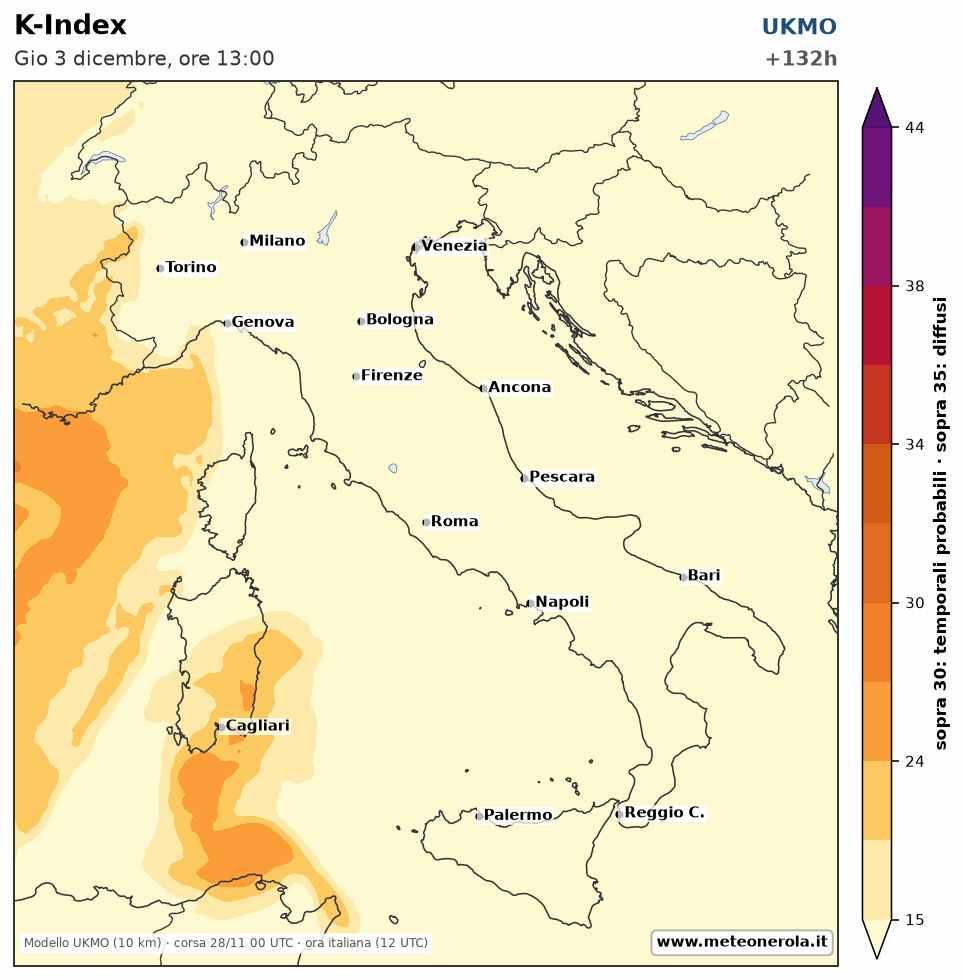 K-Index
UKMO
Gio 3 dicembre, ore 13:00
+132h
Milano
Venezia
Torino
Genova
Bologna
Firenze
Ancona
Pescara
Roma
Bari
Napoli
Cagliari
Palermo
Reggio C.
44
38
34
30
24
15
sopra 30: temporali probabili · sopra 35: diffusi
Modello UKMO (10 km) · corsa 28/11 00 UTC · ora italiana (12 UTC)
www.meteonerola.it